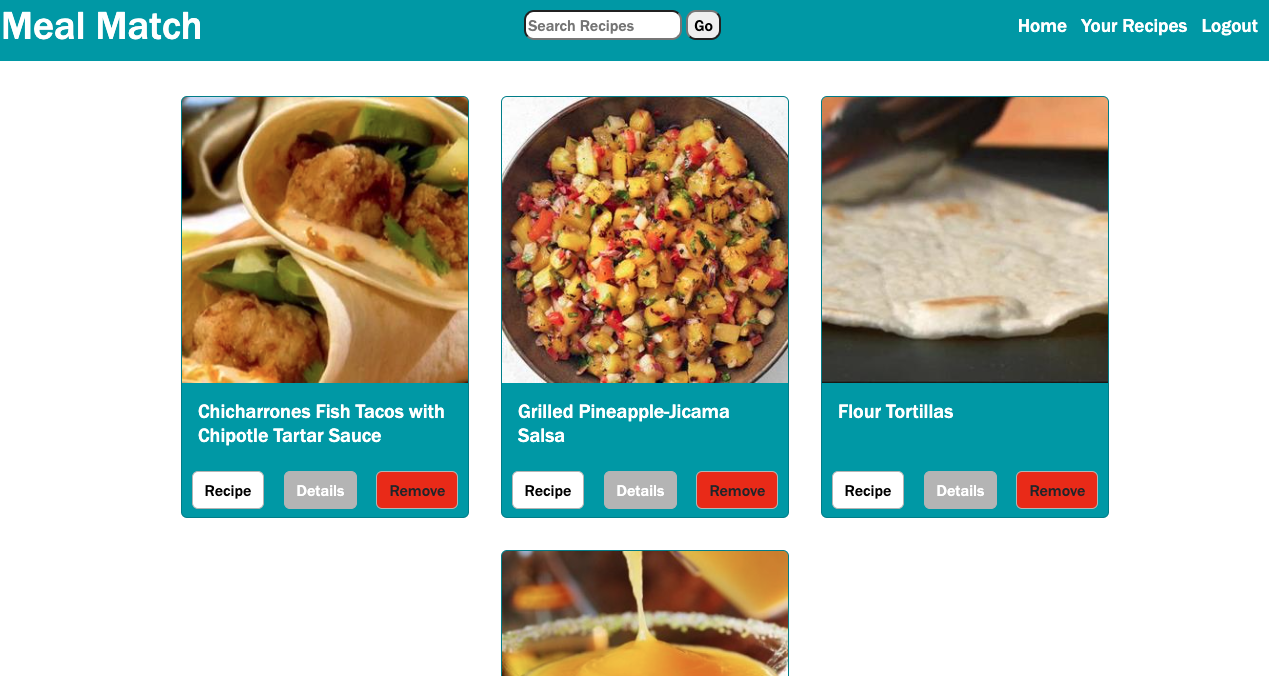 Meal Match
Search Recipes
Go
Home
Your Recipes
Logout
Chicharrones Fish Tacos with
Chipotle Tartar Sauce
Recipe
Details
Remove
Grilled Pineapple-Jicama
Salsa
Recipe
Details
Remove
Flour Tortillas
Recipe
Details
Remove